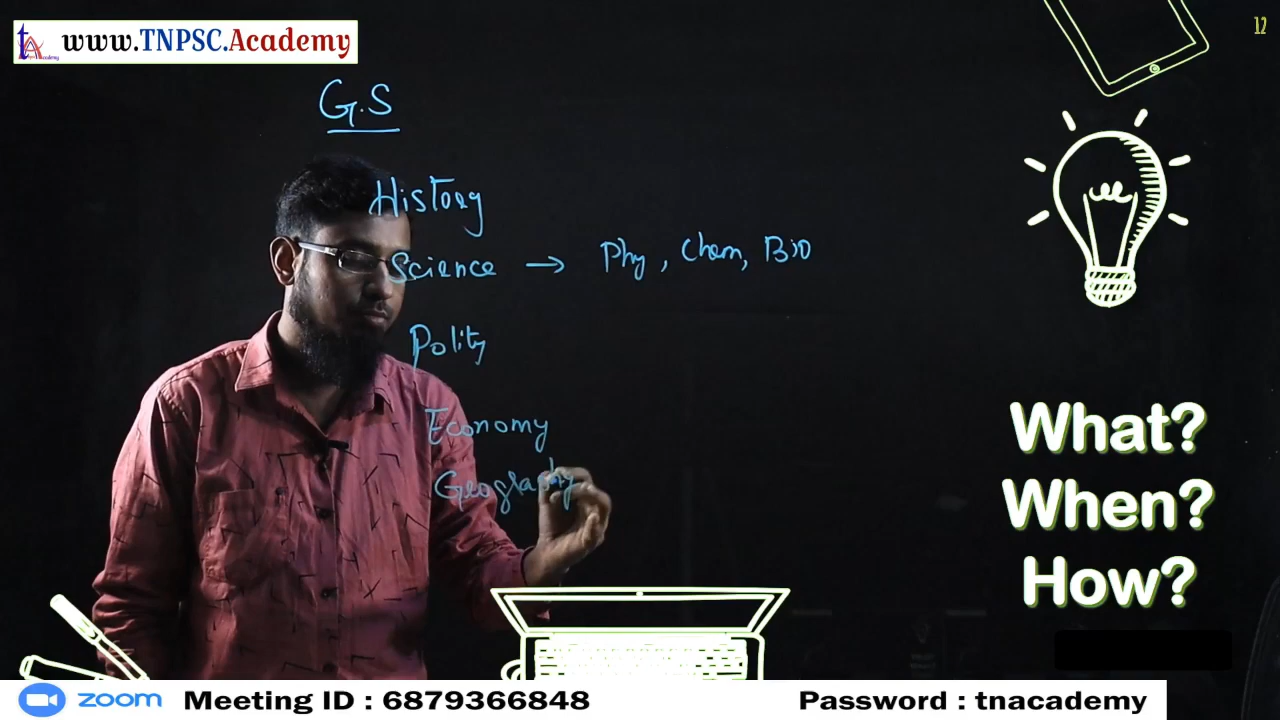 www.TNPSC.Academy
12
G.S
History
Science → Phy, Chem, Bio
Polity
Economy
Geography
What?
When?
How?
zoom Meeting ID : 6879366848 Password : tnacademy